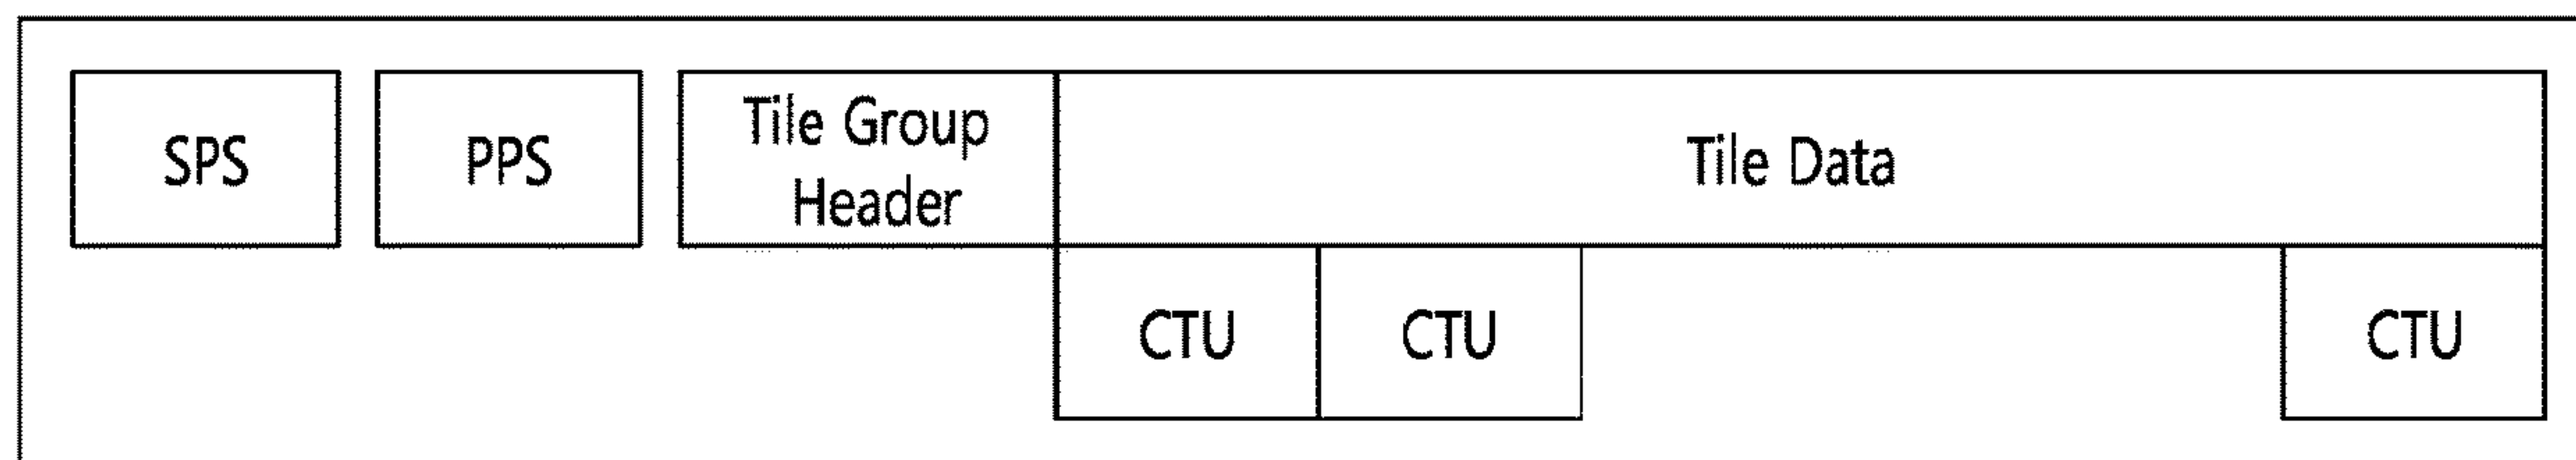 SPS
PPS
Tile Group
Header
Tile Data
CTU
CTU
CTU